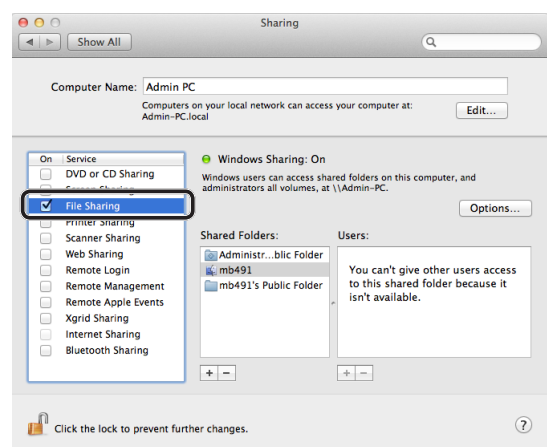 Sharing
Show All
Computer Name: Admin PC
Computers on your local network can access your computer at:
Admin-PC.local
Edit...
On Service
DVD or CD Sharing
File Sharing
Printer Sharing
Scanner Sharing
Web Sharing
Remote Login
Remote Management
Remote Apple Events
Xgrid Sharing
Internet Sharing
Bluetooth Sharing
Windows Sharing: On
Windows users can access shared folders on this computer, and
administrators all volumes, at \\Admin-PC.
Options...
Shared Folders:
Administr...blic Folder
mb491
mb491's Public Folder
+ −
Users:
You can't give other users access
to this shared folder because it
isn't available.
+ −
Click the lock to prevent further changes.
?